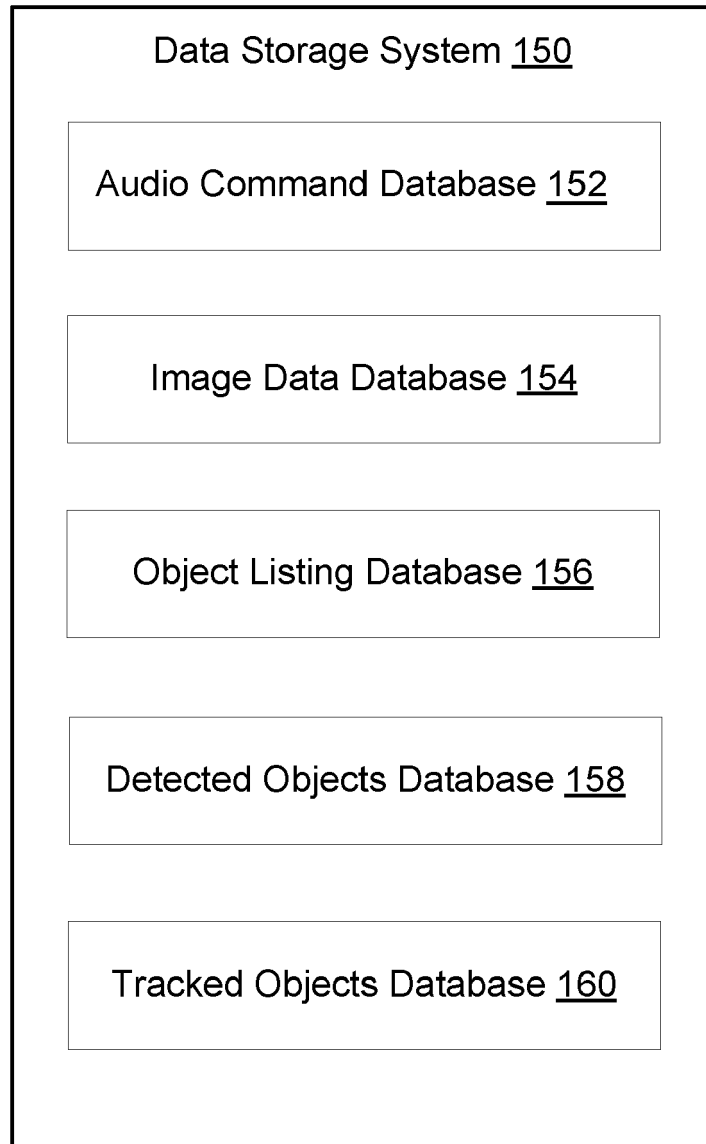 Data Storage System 150
Audio Command Database 152
Image Data Database 154
Object Listing Database 156
Detected Objects Database 158
Tracked Objects Database 160